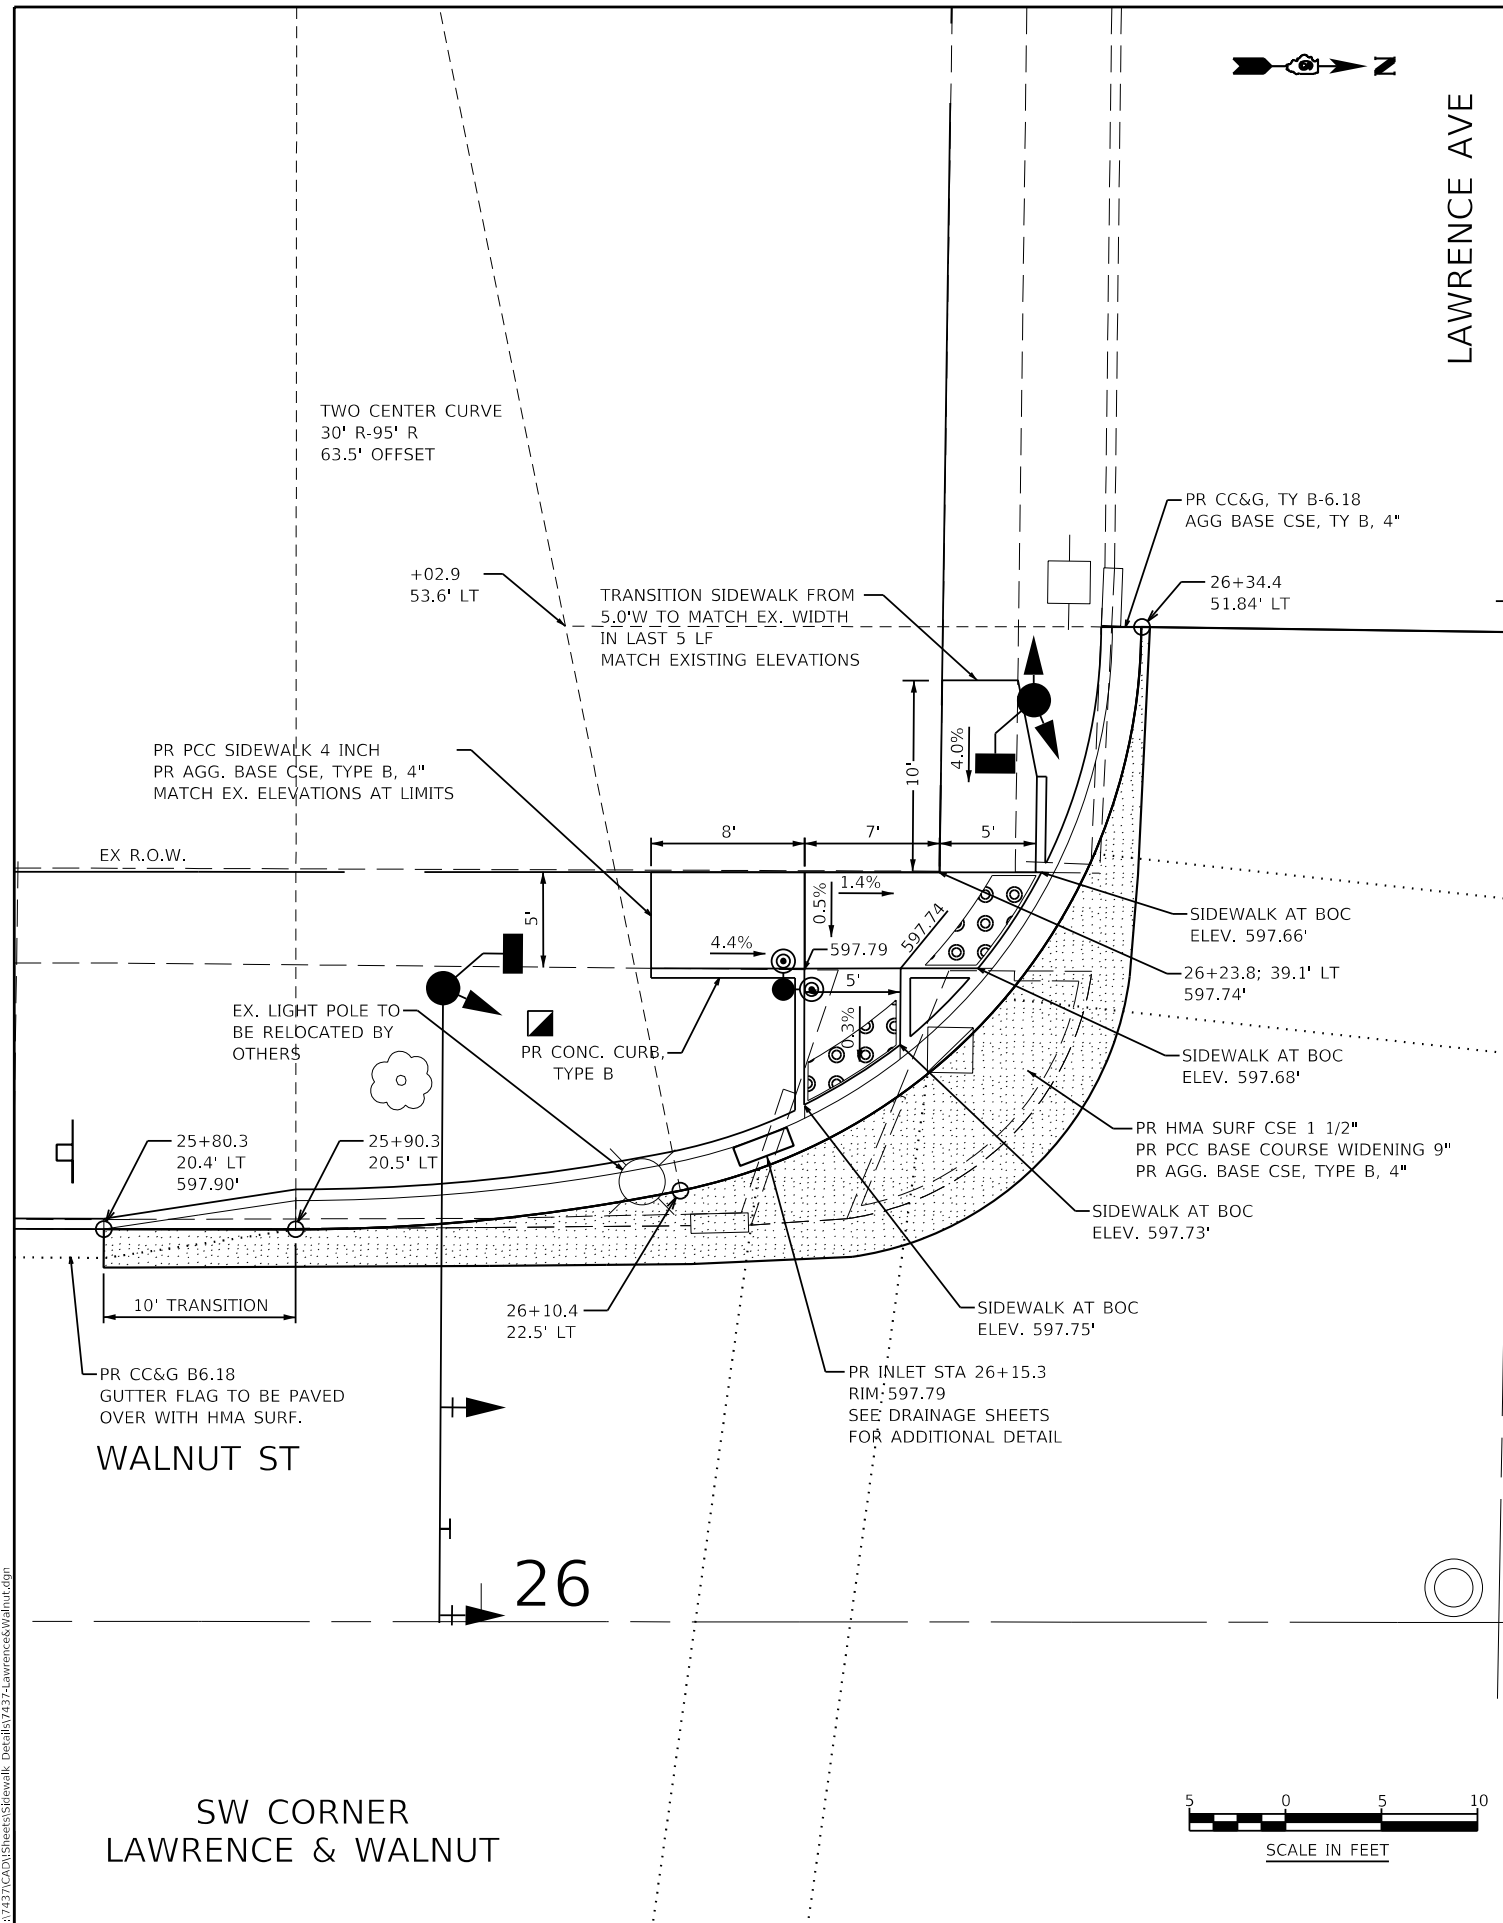 N
LAWRENCE AVE
TWO CENTER CURVE
30' R-95' R
63.5' OFFSET
PR CC&G, TY B-6.18
AGG BASE CSE, TY B, 4"
+02.9
53.6' LT
TRANSITION SIDEWALK FROM
5.0'W TO MATCH EX. WIDTH
IN LAST 5 LF
MATCH EXISTING ELEVATIONS
26+34.4
51.84' LT
PR PCC SIDEWALK 4 INCH
PR AGG. BASE CSE, TYPE B, 4"
MATCH EX. ELEVATIONS AT LIMITS
4.0%
10'
8'
7'
5'
EX R.O.W.
5'
0.5%
1.4%
597.74
4.4%
597.79
5'
0.3%
SIDEWALK AT BOC
ELEV. 597.66'
26+23.8; 39.1' LT
597.74'
EX. LIGHT POLE TO
BE RELOCATED BY
OTHERS
PR CONC. CURB,
TYPE B
SIDEWALK AT BOC
ELEV. 597.68'
PR HMA SURF CSE 1 1/2"
PR PCC BASE COURSE WIDENING 9"
PR AGG. BASE CSE, TYPE B, 4"
25+80.3
20.4' LT
597.90'
25+90.3
20.5' LT
SIDEWALK AT BOC
ELEV. 597.73'
10' TRANSITION
26+10.4
22.5' LT
SIDEWALK AT BOC
ELEV. 597.75'
PR CC&G B6.18
GUTTER FLAG TO BE PAVED
OVER WITH HMA SURF.
PR INLET STA 26+15.3
RIM 597.79
SEE DRAINAGE SHEETS
FOR ADDITIONAL DETAIL
WALNUT ST
26
SW CORNER
LAWRENCE & WALNUT
5 0 5 10
SCALE IN FEET
:\7437\CAD\!Sheets\Sidewalk Details\7437-Lawrence&Walnut.dgn